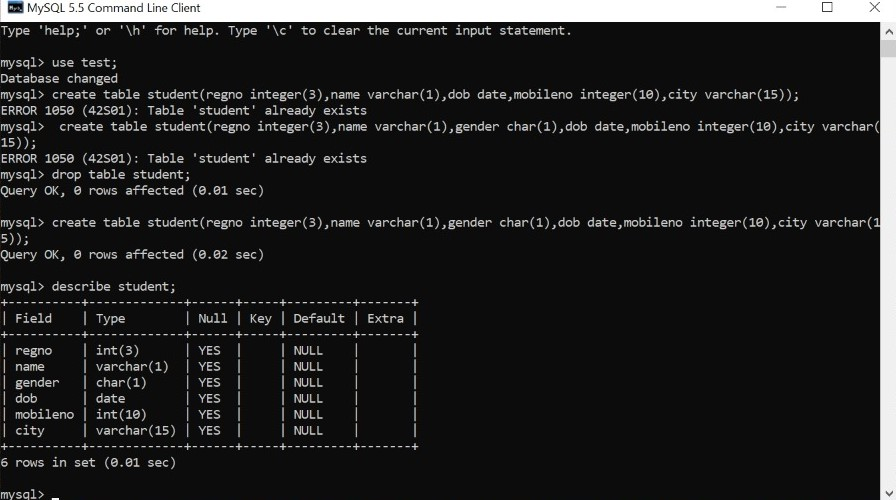 MySQL 5.5 Command Line Client
Type 'help;' or '\h' for help. Type '\c' to clear the current input statement.
mysql> use test;
Database changed
mysql> create table student(regno integer(3),name varchar(1),dob date,mobileno integer(10),city varchar(15));
ERROR 1050 (42S01): Table 'student' already exists
mysql>  create table student(regno integer(3),name varchar(1),gender char(1),dob date,mobileno integer(10),city varchar(
15));
ERROR 1050 (42S01): Table 'student' already exists
mysql> drop table student;
Query OK, 0 rows affected (0.01 sec)
mysql> create table student(regno integer(3),name varchar(1),gender char(1),dob date,mobileno integer(10),city varchar(1
5));
Query OK, 0 rows affected (0.02 sec)
mysql> describe student;
+----------+-------------+------+-----+---------+-------+
| Field    | Type        | Null | Key | Default | Extra |
+----------+-------------+------+-----+---------+-------+
| regno    | int(3)      | YES  |     | NULL    |       |
| name     | varchar(1)  | YES  |     | NULL    |       |
| gender   | char(1)     | YES  |     | NULL    |       |
| dob      | date        | YES  |     | NULL    |       |
| mobileno | int(10)     | YES  |     | NULL    |       |
| city     | varchar(15) | YES  |     | NULL    |       |
+----------+-------------+------+-----+---------+-------+
6 rows in set (0.01 sec)
mysql> _